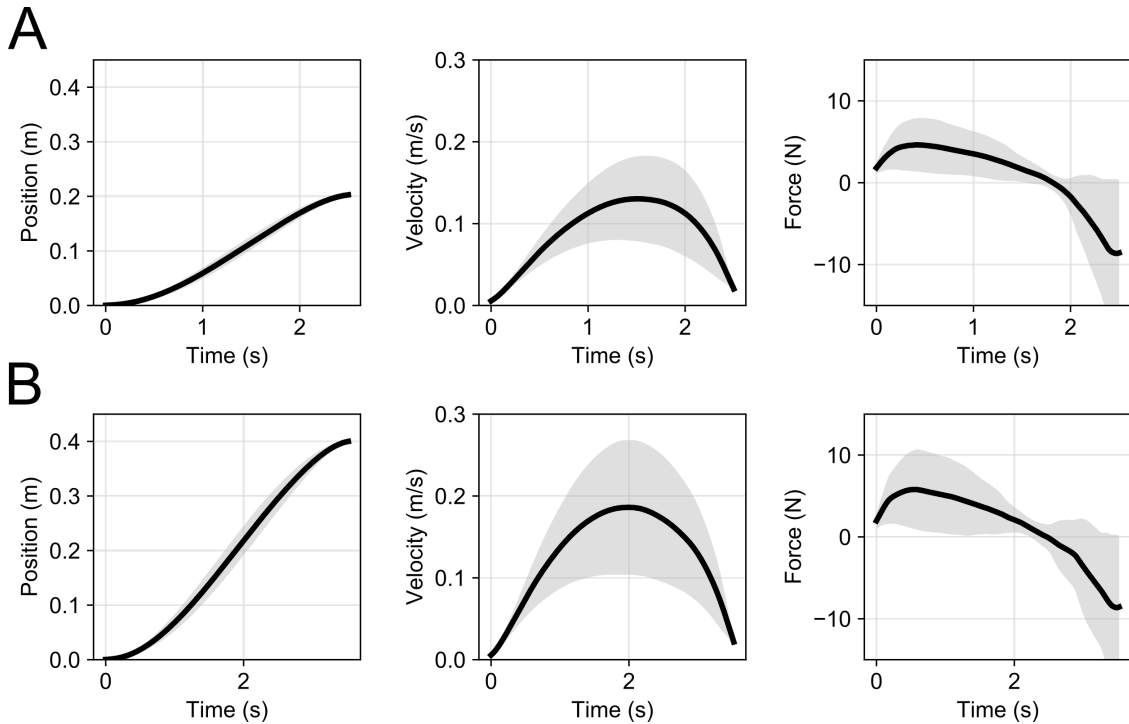 A
Position (m)
0.4
0.3
0.2
0.1
0.0
0 1 2
Time (s)
Velocity (m/s)
0.3
0.2
0.1
0.0
0 1 2
Time (s)
Force (N)
10
0
−10
0 1 2
Time (s)
B
Position (m)
0.4
0.3
0.2
0.1
0.0
0 2
Time (s)
Velocity (m/s)
0.3
0.2
0.1
0.0
0 2
Time (s)
Force (N)
10
0
−10
0 2
Time (s)